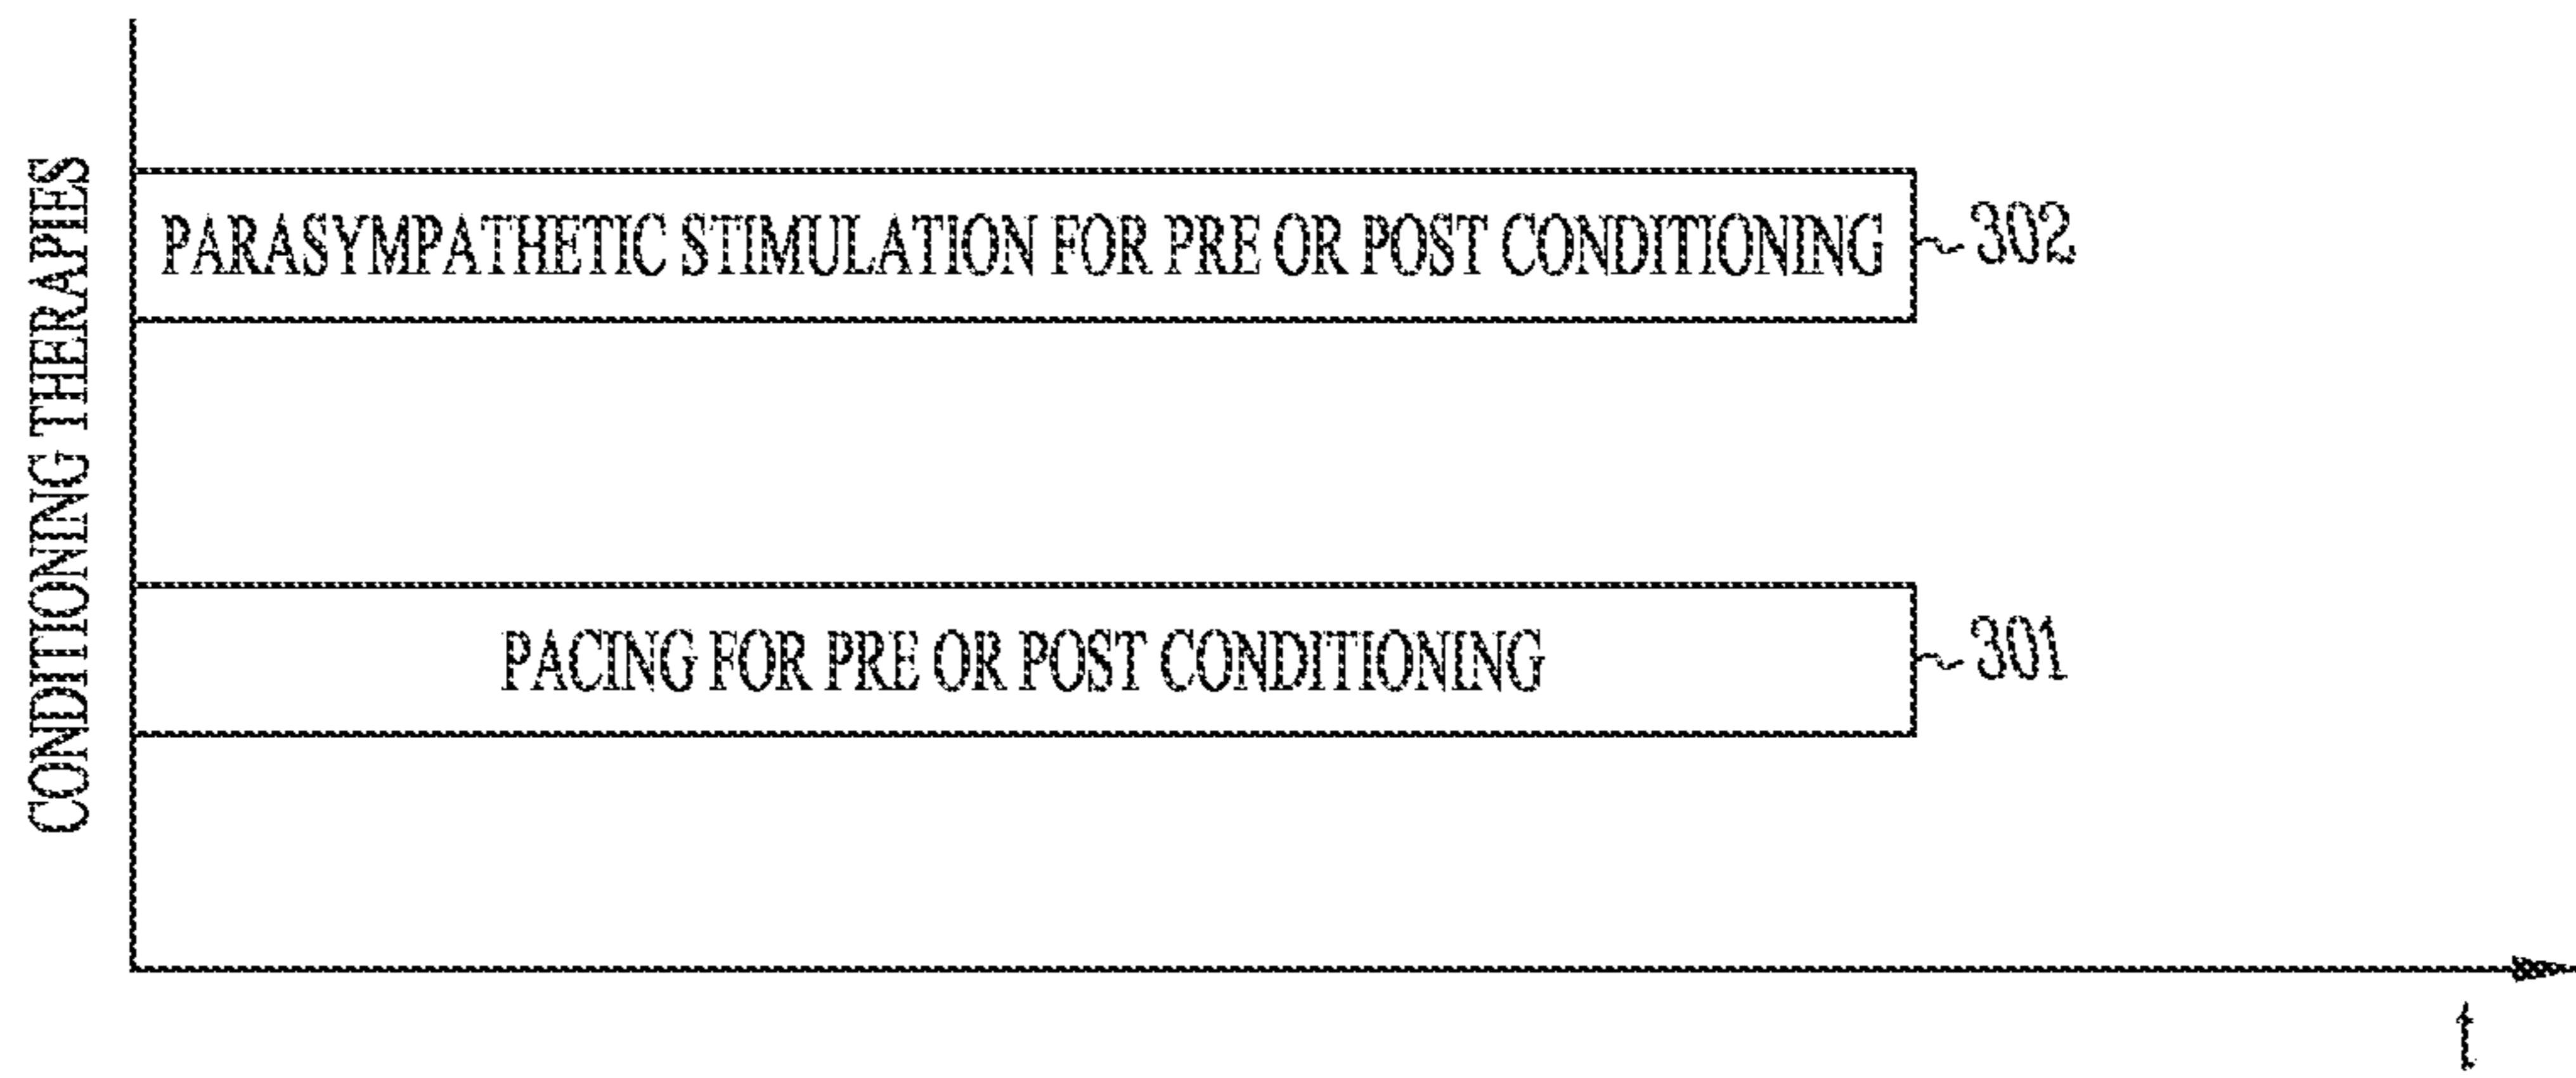 CONDITIONING THERAPIES
PARASYMPATHETIC STIMULATION FOR PRE OR POST CONDITIONING
302
PACING FOR PRE OR POST CONDITIONING
301
t